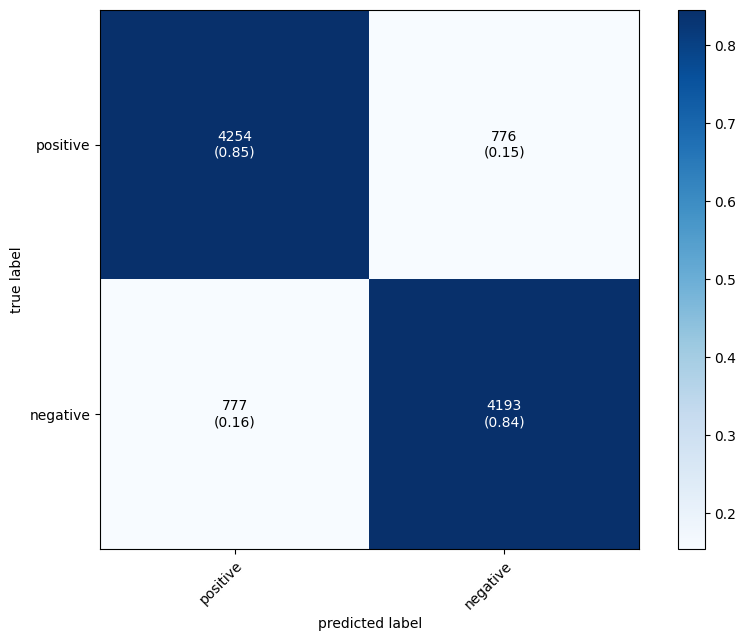 0.8
4254
(0.85)
776
(0.15)
positive
0.7
0.6
true label
0.5
0.4
777
(0.16)
4193
(0.84)
negative
0.3
0.2
positive
negative
predicted label